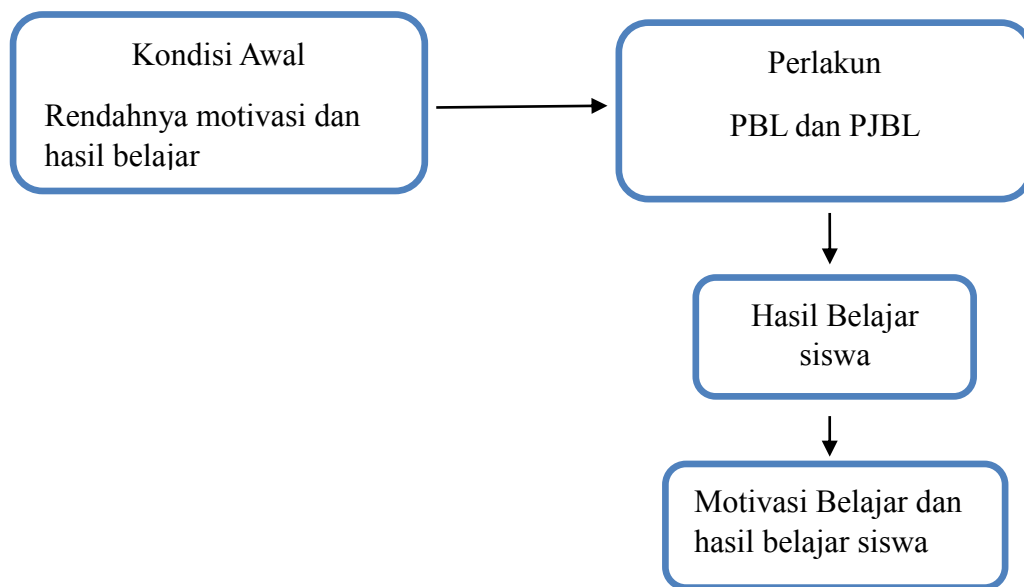 Kondisi Awal
Rendahnya motivasi dan
hasil belajar
Perlakun
PBL dan PJBL
Hasil Belajar
siswa
Motivasi Belajar dan
hasil belajar siswa